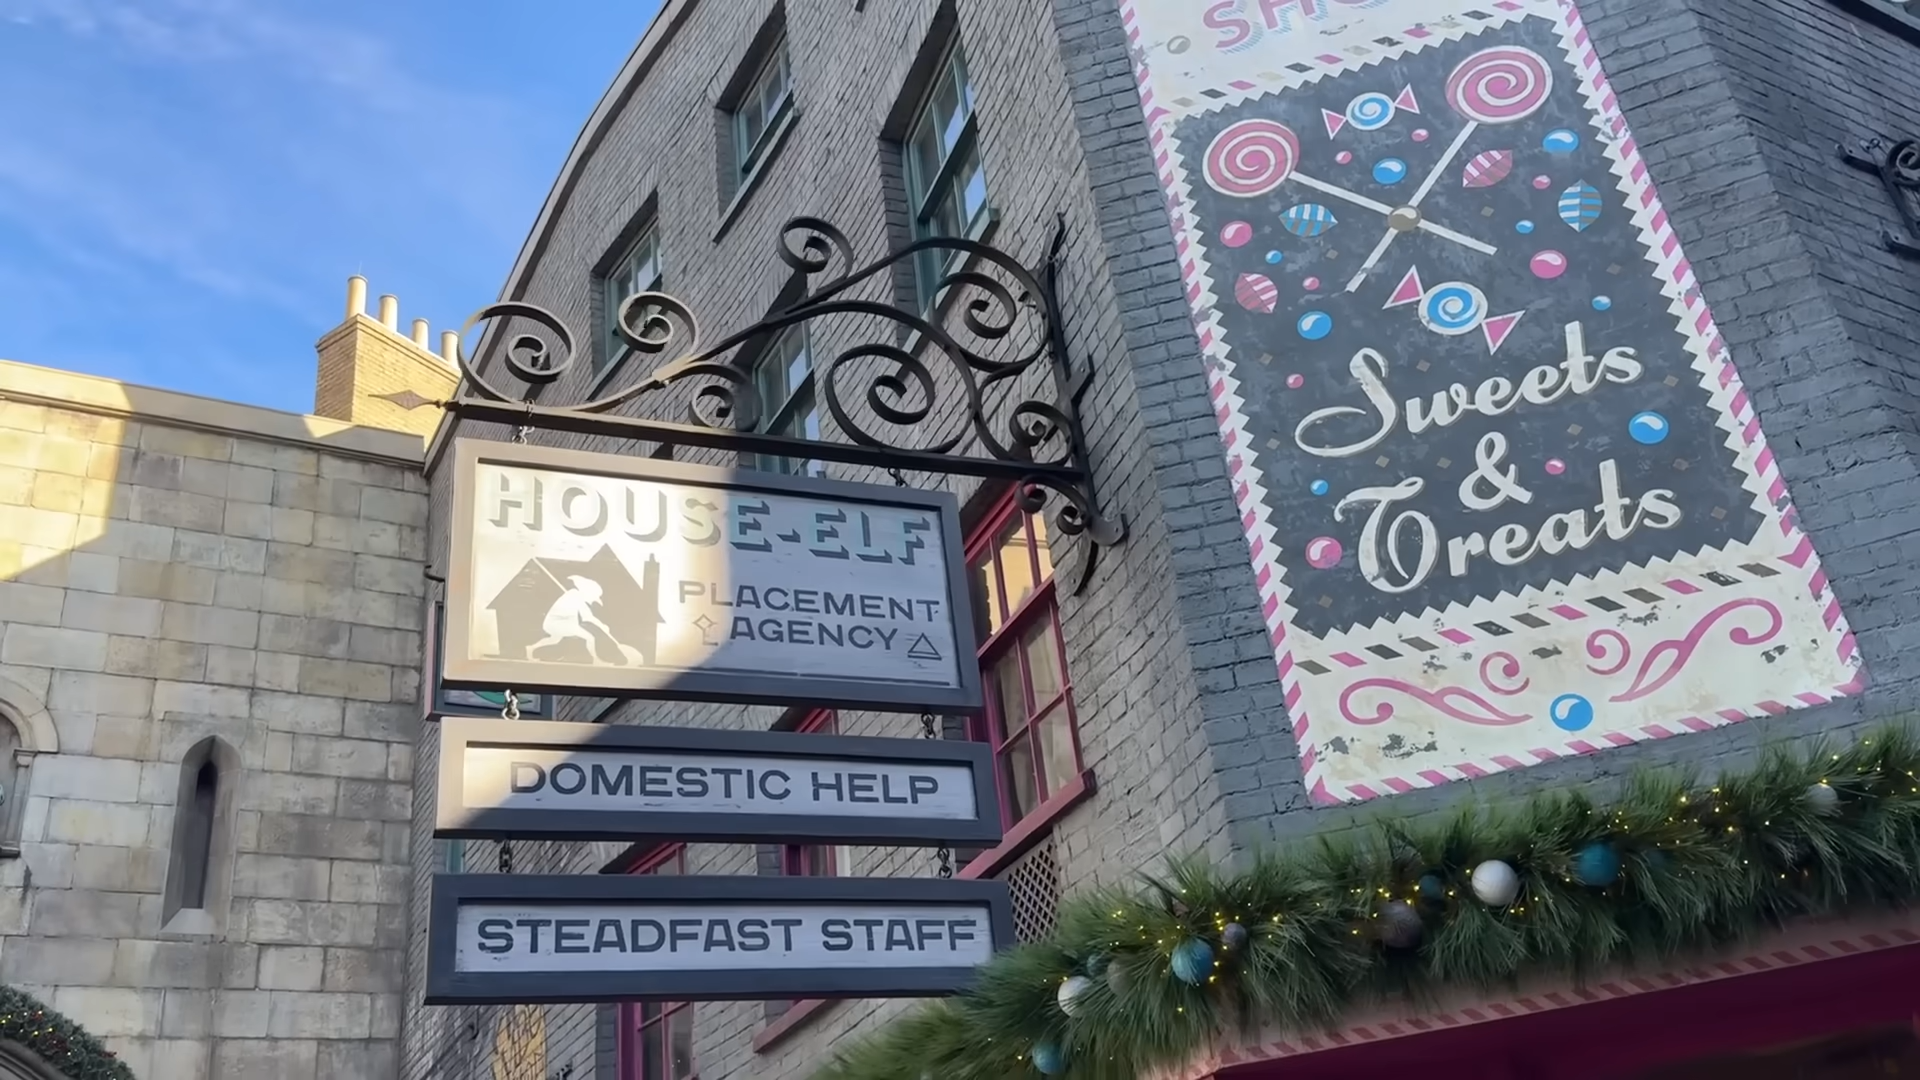 HOUSE-ELF
PLACEMENT
AGENCY
DOMESTIC HELP
STEADFAST STAFF
Sweets
&
Treats